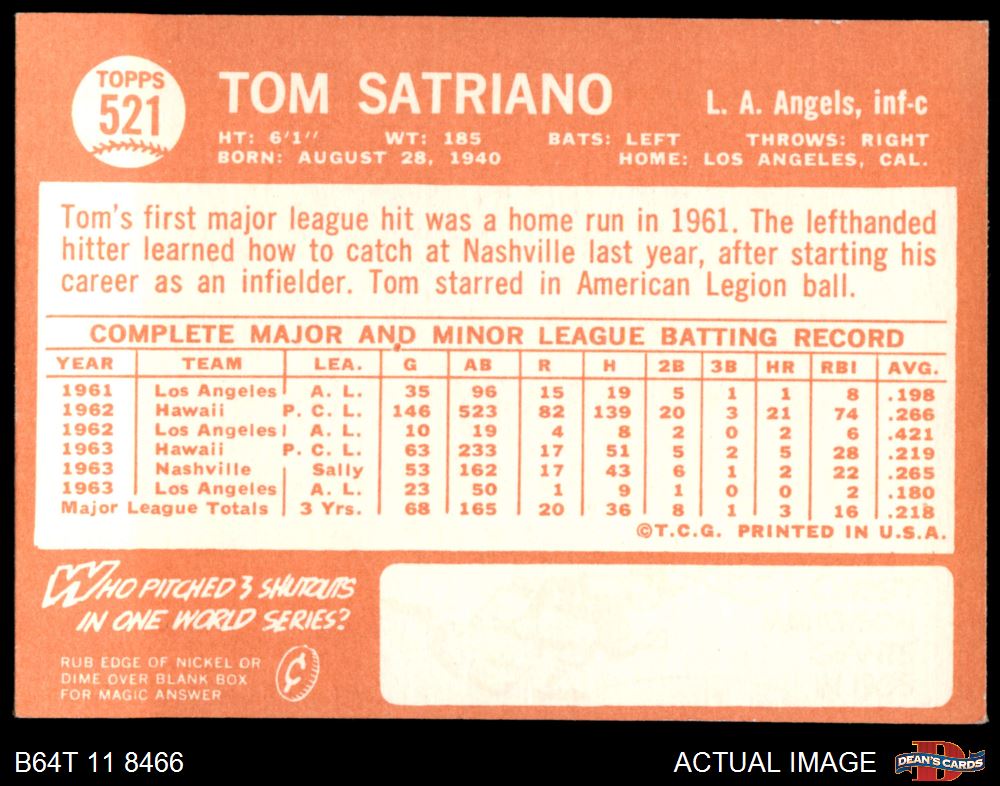 TOPPS
521
TOM SATRIANO
L. A. Angels, inf-c
HT: 6'1'' WT: 185 BATS: LEFT THROWS: RIGHT
BORN: AUGUST 28, 1940 HOME: LOS ANGELES, CAL.
Tom's first major league hit was a home run in 1961. The lefthanded
hitter learned how to catch at Nashville last year, after starting his
career as an infielder. Tom starred in American Legion ball.
COMPLETE MAJOR AND MINOR LEAGUE BATTING RECORD
YEAR TEAM LEA. G AB R H 2B 3B HR RBI AVG.
1961 Los Angeles A. L. 35 96 15 19 5 1 1 8 .198
1962 Hawaii P. C. L. 146 523 82 139 20 3 21 74 .266
1962 Los Angeles A. L. 10 19 4 8 2 0 2 6 .421
1963 Hawaii P. C. L. 63 233 17 51 5 2 5 28 .219
1963 Nashville Sally 53 162 17 43 6 1 2 22 .265
1963 Los Angeles A. L. 23 50 1 9 1 0 0 2 .180
Major League Totals 3 Yrs. 68 165 20 36 8 1 3 16 .218
©T.C.G. PRINTED IN U.S.A.
WHO PITCHED 3 SHUTOUTS
IN ONE WORLD SERIES?
RUB EDGE OF NICKEL OR
DIME OVER BLANK BOX
FOR MAGIC ANSWER
¢
B64T 11 8466
ACTUAL IMAGE
D
DEAN'S CARDS